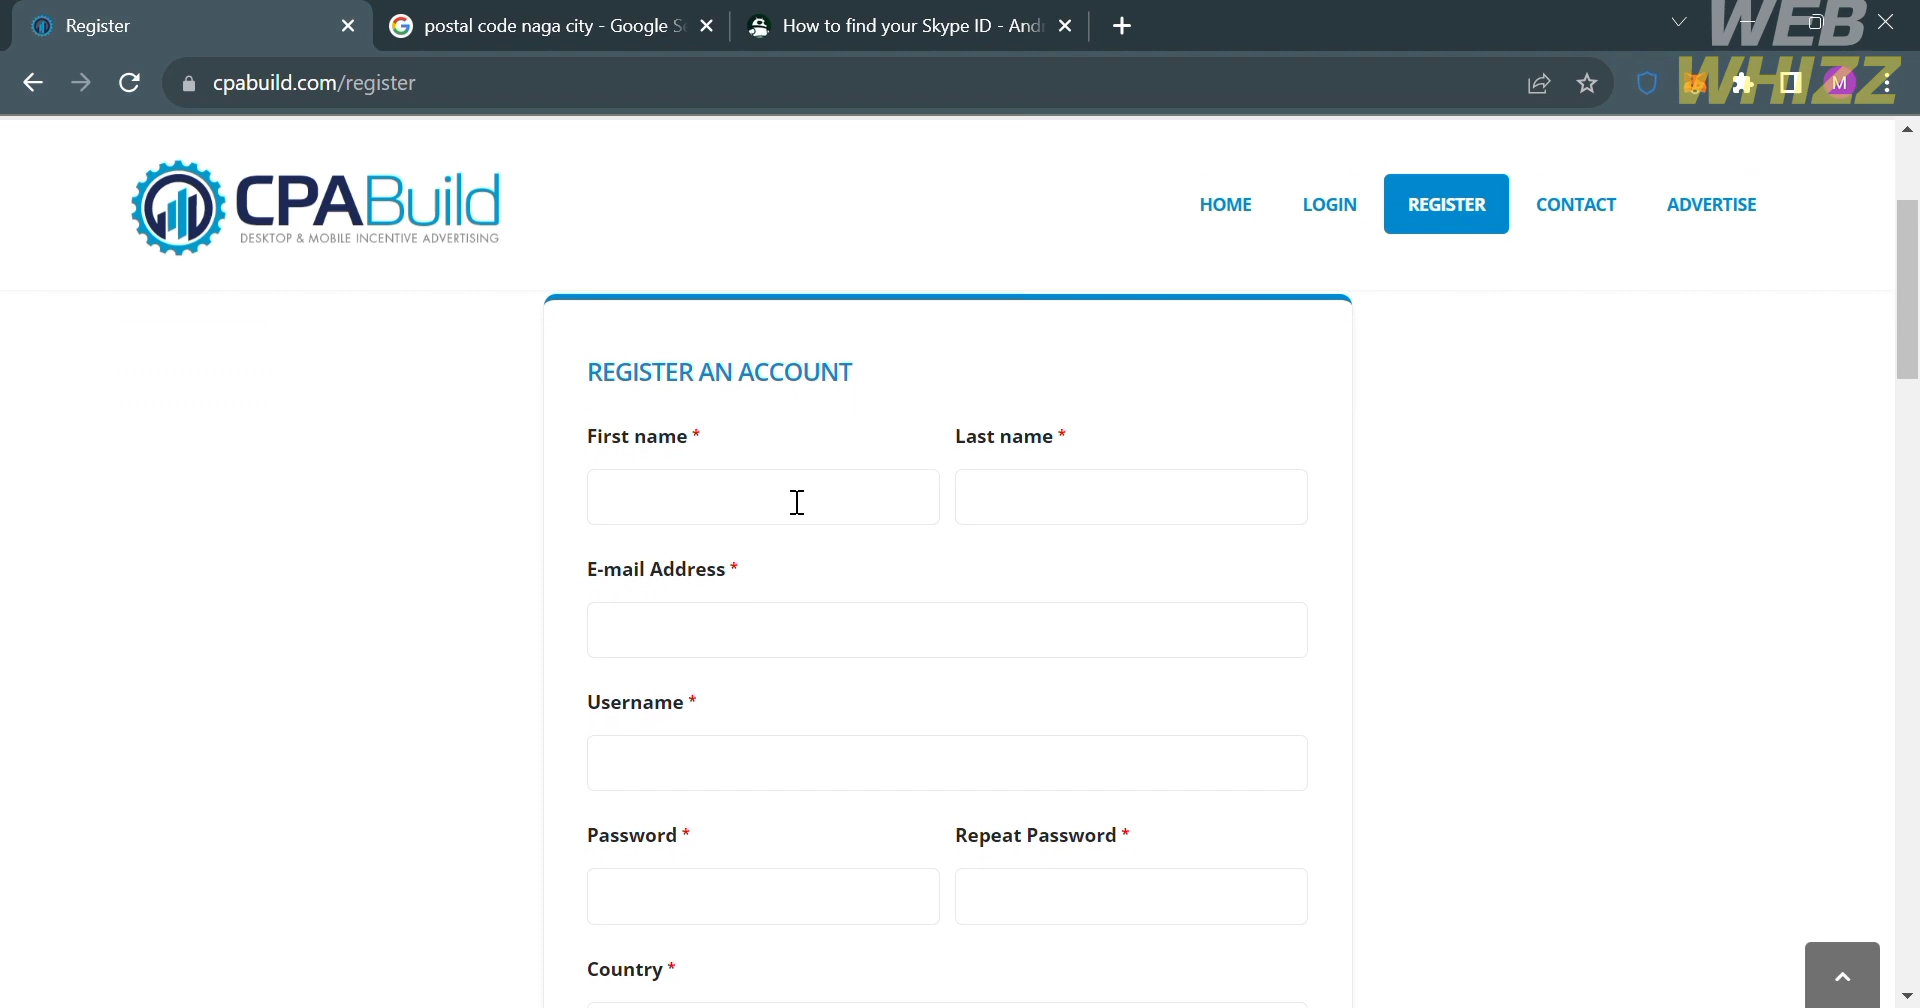 Register
postal code naga city - Google Se
How to find your Skype ID - Andr
WEB
WHIZZ
cpabuild.com/register
M
CPABuild
DESKTOP & MOBILE INCENTIVE ADVERTISING
HOME
LOGIN
REGISTER
CONTACT
ADVERTISE
REGISTER AN ACCOUNT
First name *
Last name *
E-mail Address *
Username *
Password *
Repeat Password *
Country *